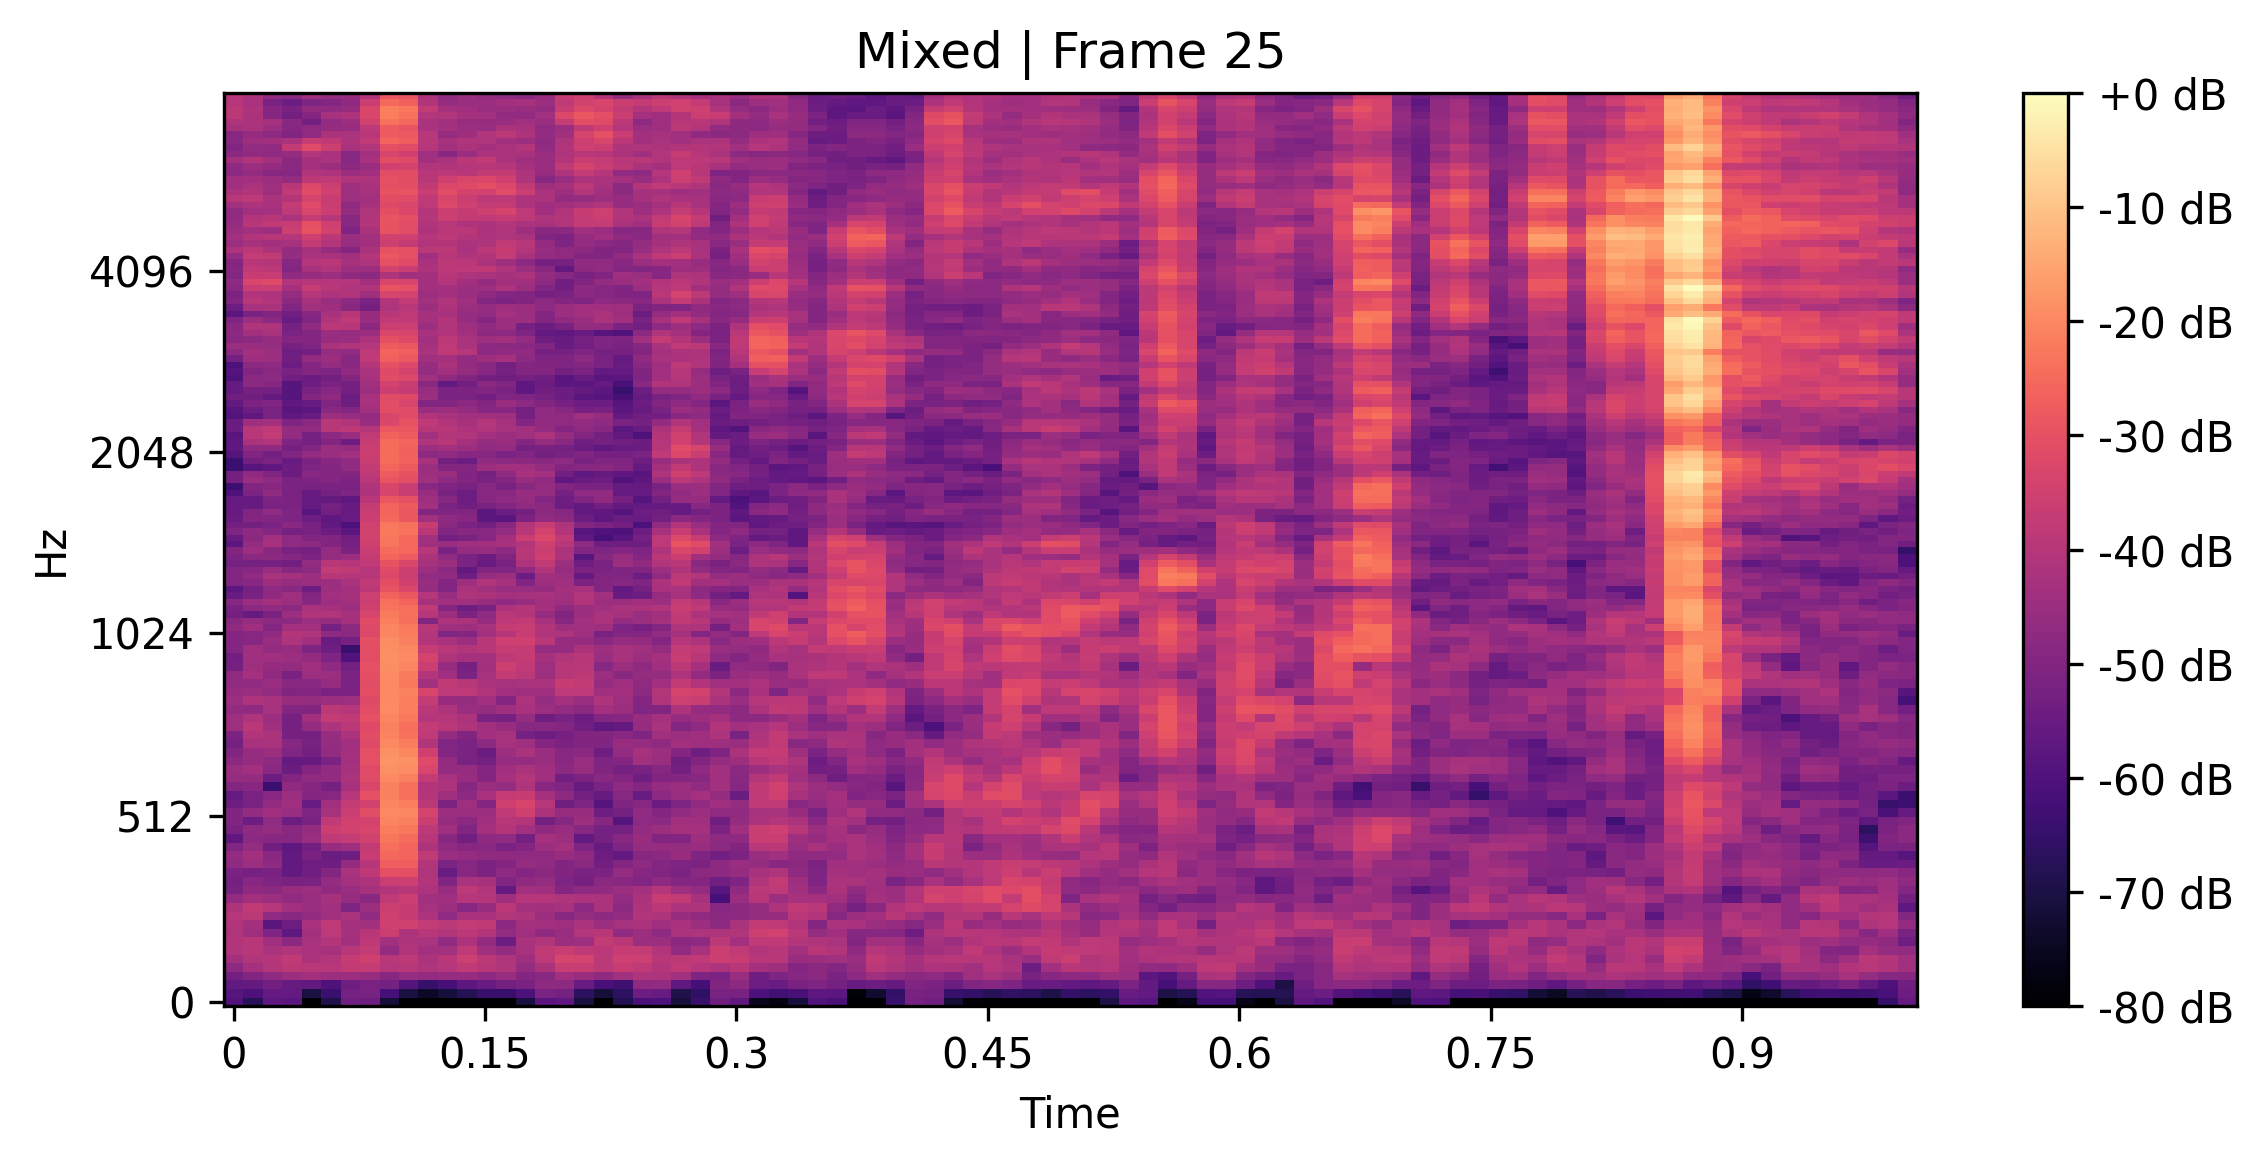 Mixed | Frame 25
Hz
4096
2048
1024
512
0
0 0.15 0.3 0.45 0.6 0.75 0.9
Time
+0 dB
-10 dB
-20 dB
-30 dB
-40 dB
-50 dB
-60 dB
-70 dB
-80 dB